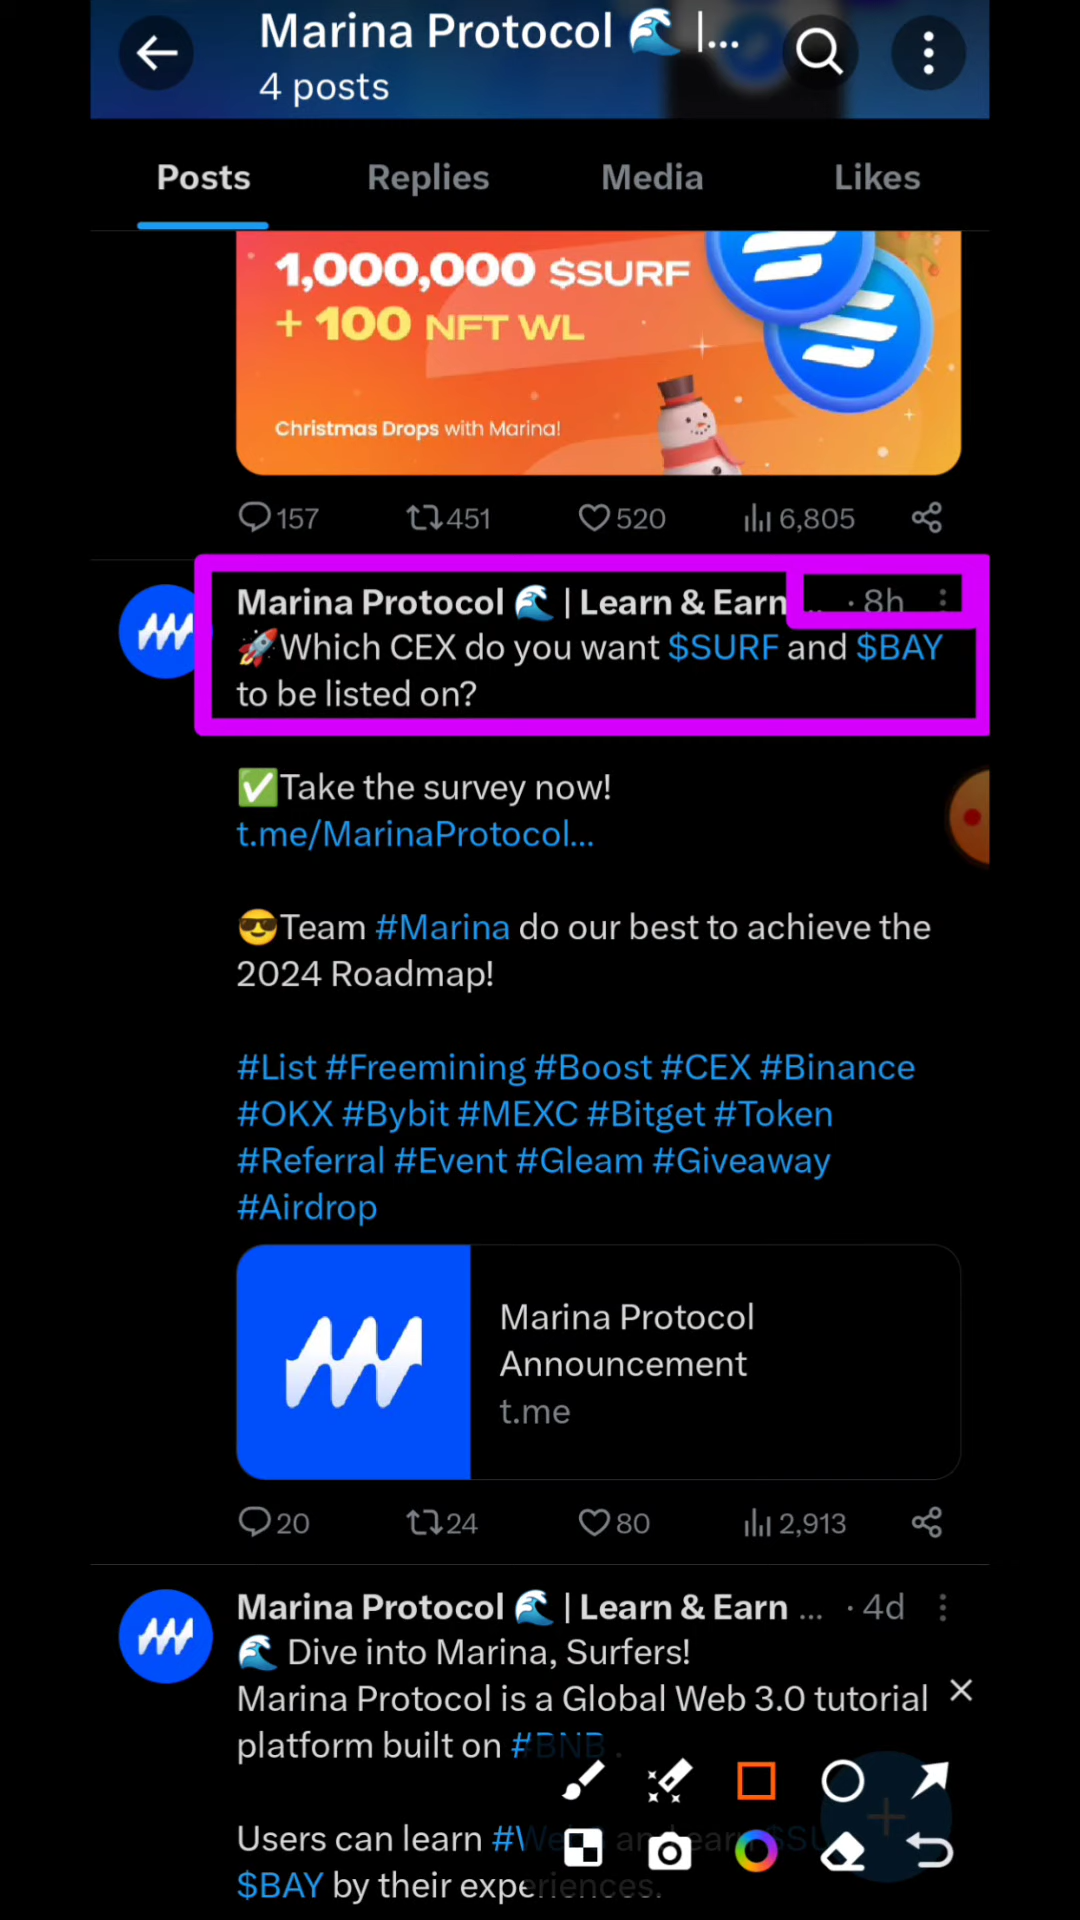 Marina Protocol 🌊 |...
4 posts
Posts
Replies
Media
Likes
1,000,000 $SURF
+ 100 NFT WL
Christmas Drops with Marina!
157
451
520
6,805
Marina Protocol 🌊 | Learn & Earn ... · 8h
🚀Which CEX do you want $SURF and $BAY
to be listed on?
✅Take the survey now!
t.me/MarinaProtocol...
😎Team #Marina do our best to achieve the
2024 Roadmap!
#List #Freemining #Boost #CEX #Binance
#OKX #Bybit #MEXC #Bitget #Token
#Referral #Event #Gleam #Giveaway
#Airdrop
Marina Protocol
Announcement
t.me
20
24
80
2,913
Marina Protocol 🌊 | Learn & Earn ... · 4d
🌊 Dive into Marina, Surfers!
Marina Protocol is a Global Web 3.0 tutorial
platform built on #BNB .
Users can learn and earn
$BAY by their experiences.